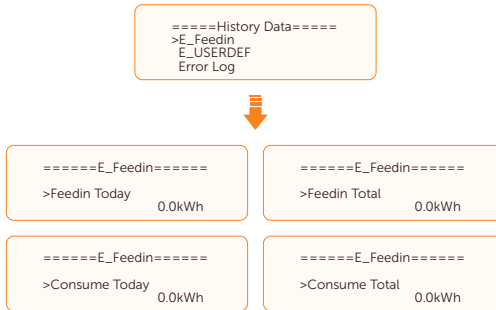 =====History Data=====
>E_Feedin
E_USERDEF
Error Log
======E_Feedin======
>Feedin Today
0.0kWh
======E_Feedin======
>Feedin Total
0.0kWh
======E_Feedin======
>Consume Today
0.0kWh
======E_Feedin======
>Consume Total
0.0kWh